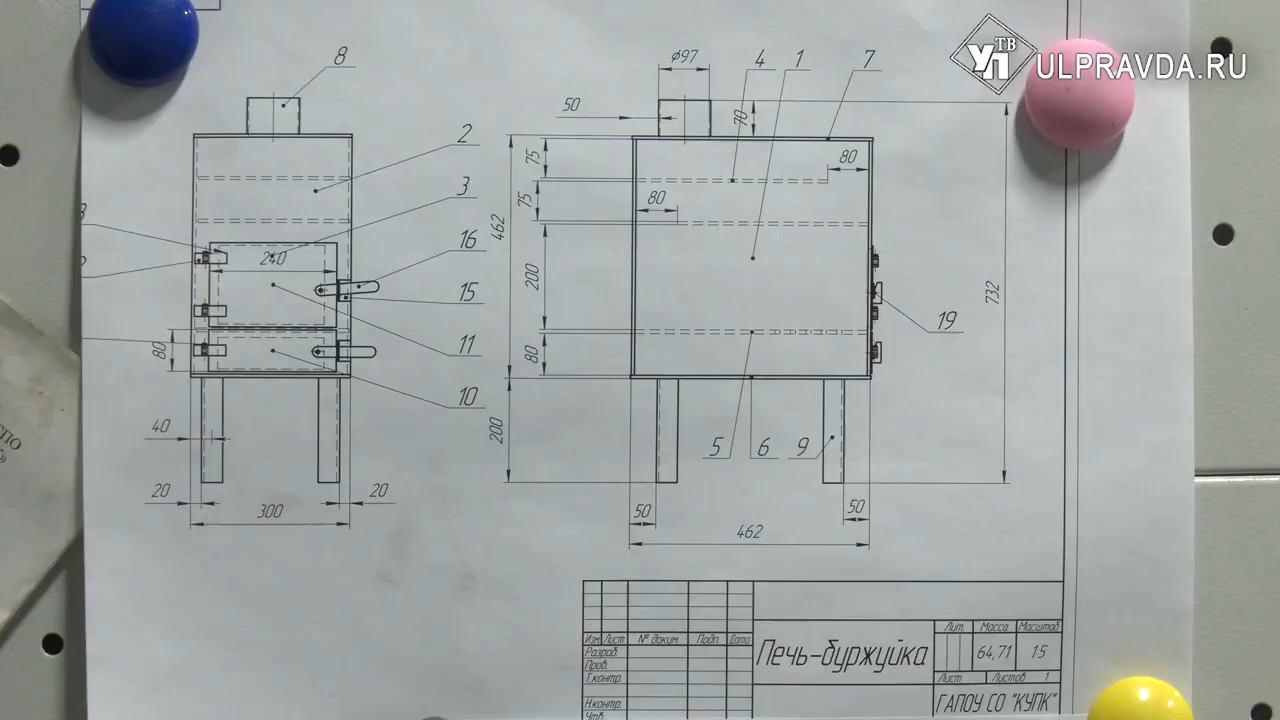 УП ТВ
ULPRAVDA.RU
8
2
3
240
16
15
11
10
80
40
20
20
300
50
Ø97
4
1
7
70
75
80
75
80
462
200
732
19
80
200
5
6
9
50
50
462
Изм. Лист № докум. Подп. Дата
Разраб.
Пров.
Т.контр.
Н.контр.
Утв.
Печь-буржуйка
Лит. Масса Масштаб
64,71 1:5
Лист Листов 1
ГАПОУ СО "КУПК"
СПО